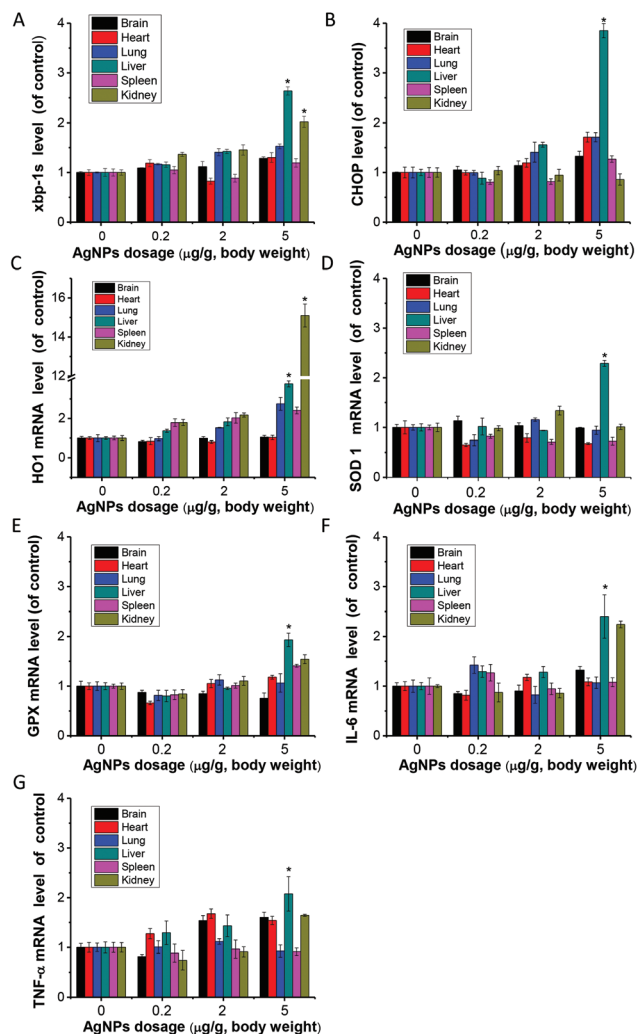 A
xbp-1s level (of control)
4
3
2
1
0
Brain
Heart
Lung
Liver
Spleen
Kidney
*
*
0 0.2 2 5
AgNPs dosage (μg/g, body weight)
B
CHOP level (of control)
4
3
2
1
0
Brain
Heart
Lung
Liver
Spleen
Kidney
*
0 0.2 2 5
AgNPs dosage (μg/g, body weight)
C
HO1 mRNA level (of control)
16
15
14
12
4
2
1
Brain
Heart
Lung
Liver
Spleen
Kidney
*
*
0 0.2 2 5
AgNPs dosage (μg/g, body weight)
D
SOD 1 mRNA level (of control)
4
3
2
1
0
Brain
Heart
Lung
Liver
Spleen
Kidney
*
0 0.2 2 5
AgNPs dosage (μg/g, body weight)
E
GPX mRNA level (of control)
4
3
2
1
0
Brain
Heart
Lung
Liver
Spleen
Kidney
*
0 0.2 2 5
AgNPs dosage (μg/g, body weight)
F
IL-6 mRNA level (of control)
4
3
2
1
0
Brain
Heart
Lung
Liver
Spleen
Kidney
*
0 0.2 2 5
AgNPs dosage (μg/g, body weight)
G
TNF-α mRNA level of control
4
3
2
1
0
Brain
Heart
Lung
Liver
Spleen
Kidney
*
0 0.2 2 5
AgNPs dosage (μg/g, body weight)